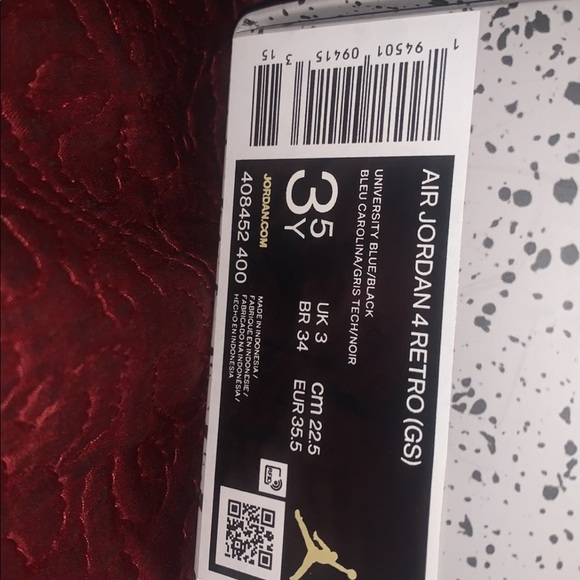 AIR JORDAN 4 RETRO (GS)
UNIVERSITY BLUE/BLACK
BLEU CAROLINA/GRIS TECH/NOIR
3.5Y
UK 3
cm 22.5
BR 34
EUR 35.5
JORDAN.COM
408452 400
MADE IN INDONESIA /
FABRIQUÉ EN INDONÉSIE /
FABRICADO NA INDONÉSIA /
HECHO EN INDONESIA
1 94501 09415 3 15